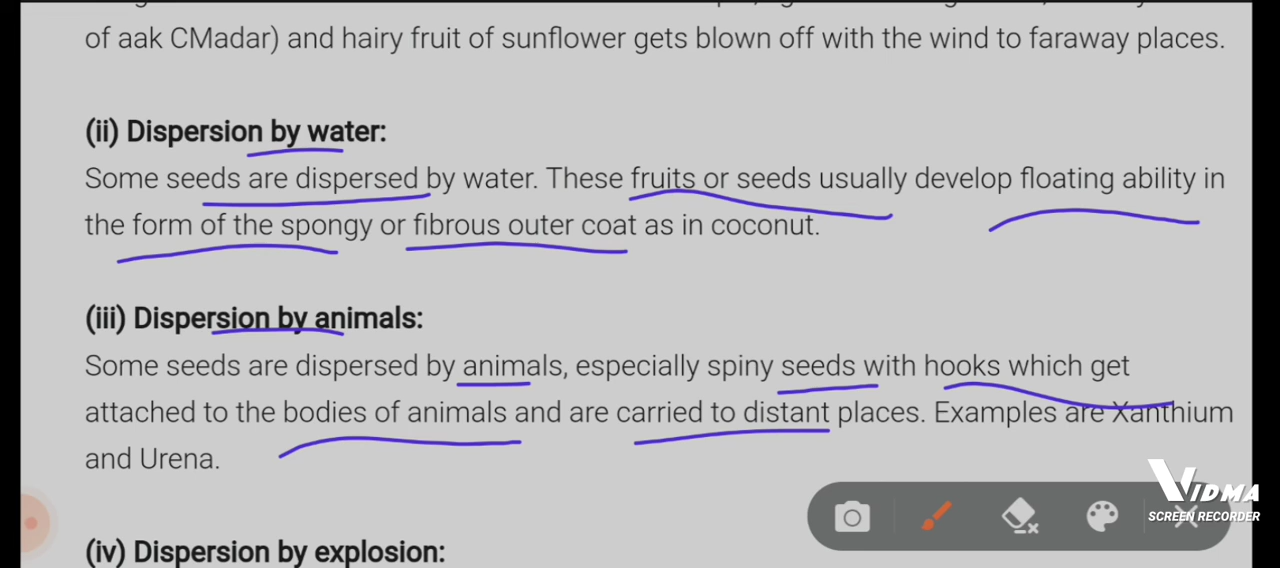 of aak CMadar) and hairy fruit of sunflower gets blown off with the wind to faraway places.
(ii) Dispersion by water:
Some seeds are dispersed by water. These fruits or seeds usually develop floating ability in
the form of the spongy or fibrous outer coat as in coconut.
(iii) Dispersion by animals:
Some seeds are dispersed by animals, especially spiny seeds with hooks which get
attached to the bodies of animals and are carried to distant places. Examples are Xanthium
and Urena.
VIDMA
SCREEN RECORDER
(iv) Dispersion by explosion: